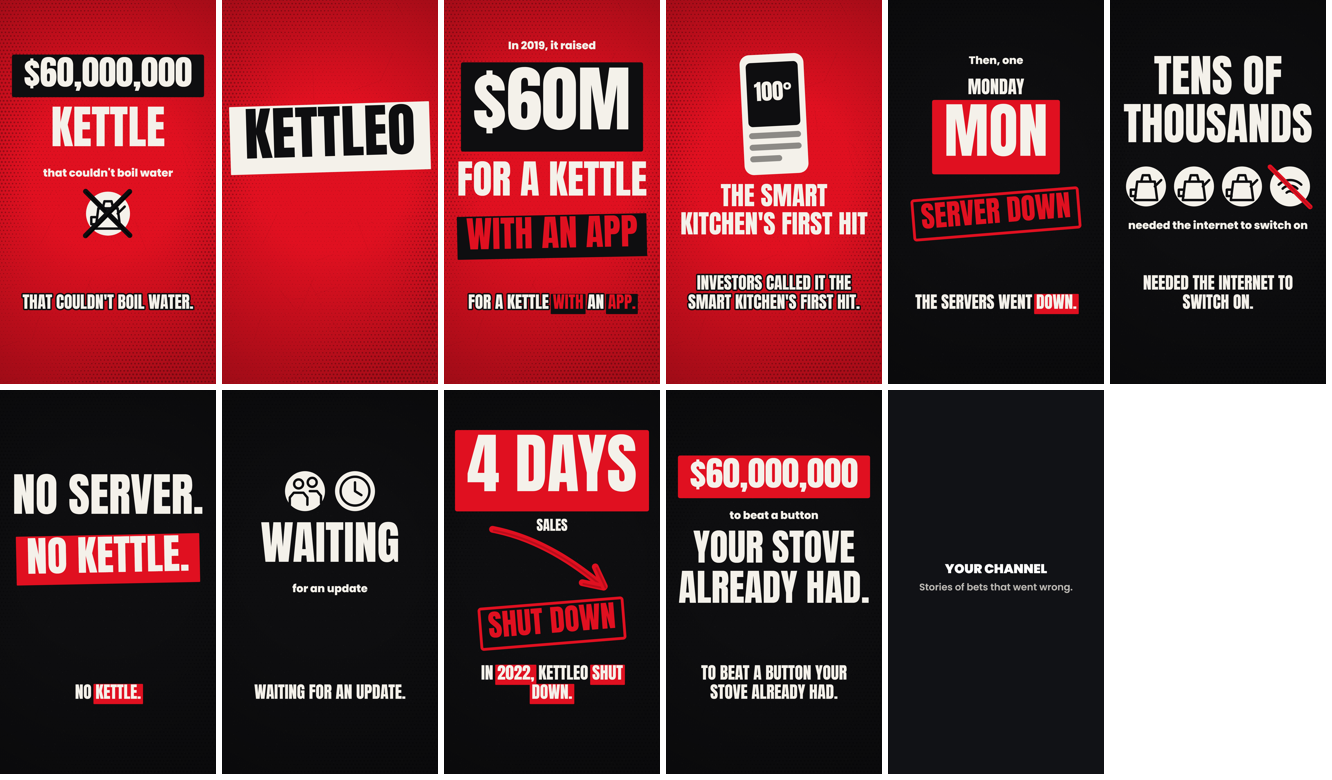 $60,000,000
KETTLE
that couldn't boil water
THAT COULDN'T BOIL WATER.
KETTLEO
In 2019, it raised
$60M
FOR A KETTLE
WITH AN APP
FOR A KETTLE WITH AN APP.
100°
THE SMART
KITCHEN'S FIRST HIT
INVESTORS CALLED IT THE
SMART KITCHEN'S FIRST HIT.
Then, one
MONDAY
MON
SERVER DOWN
THE SERVERS WENT DOWN.
TENS OF
THOUSANDS
needed the internet to switch on
NEEDED THE INTERNET TO
SWITCH ON.
NO SERVER.
NO KETTLE.
NO KETTLE.
WAITING
for an update
WAITING FOR AN UPDATE.
4 DAYS
SALES
SHUT DOWN
IN 2022, KETTLEO SHUT
DOWN.
$60,000,000
to beat a button
YOUR STOVE
ALREADY HAD.
TO BEAT A BUTTON YOUR
STOVE ALREADY HAD.
YOUR CHANNEL
Stories of bets that went wrong.